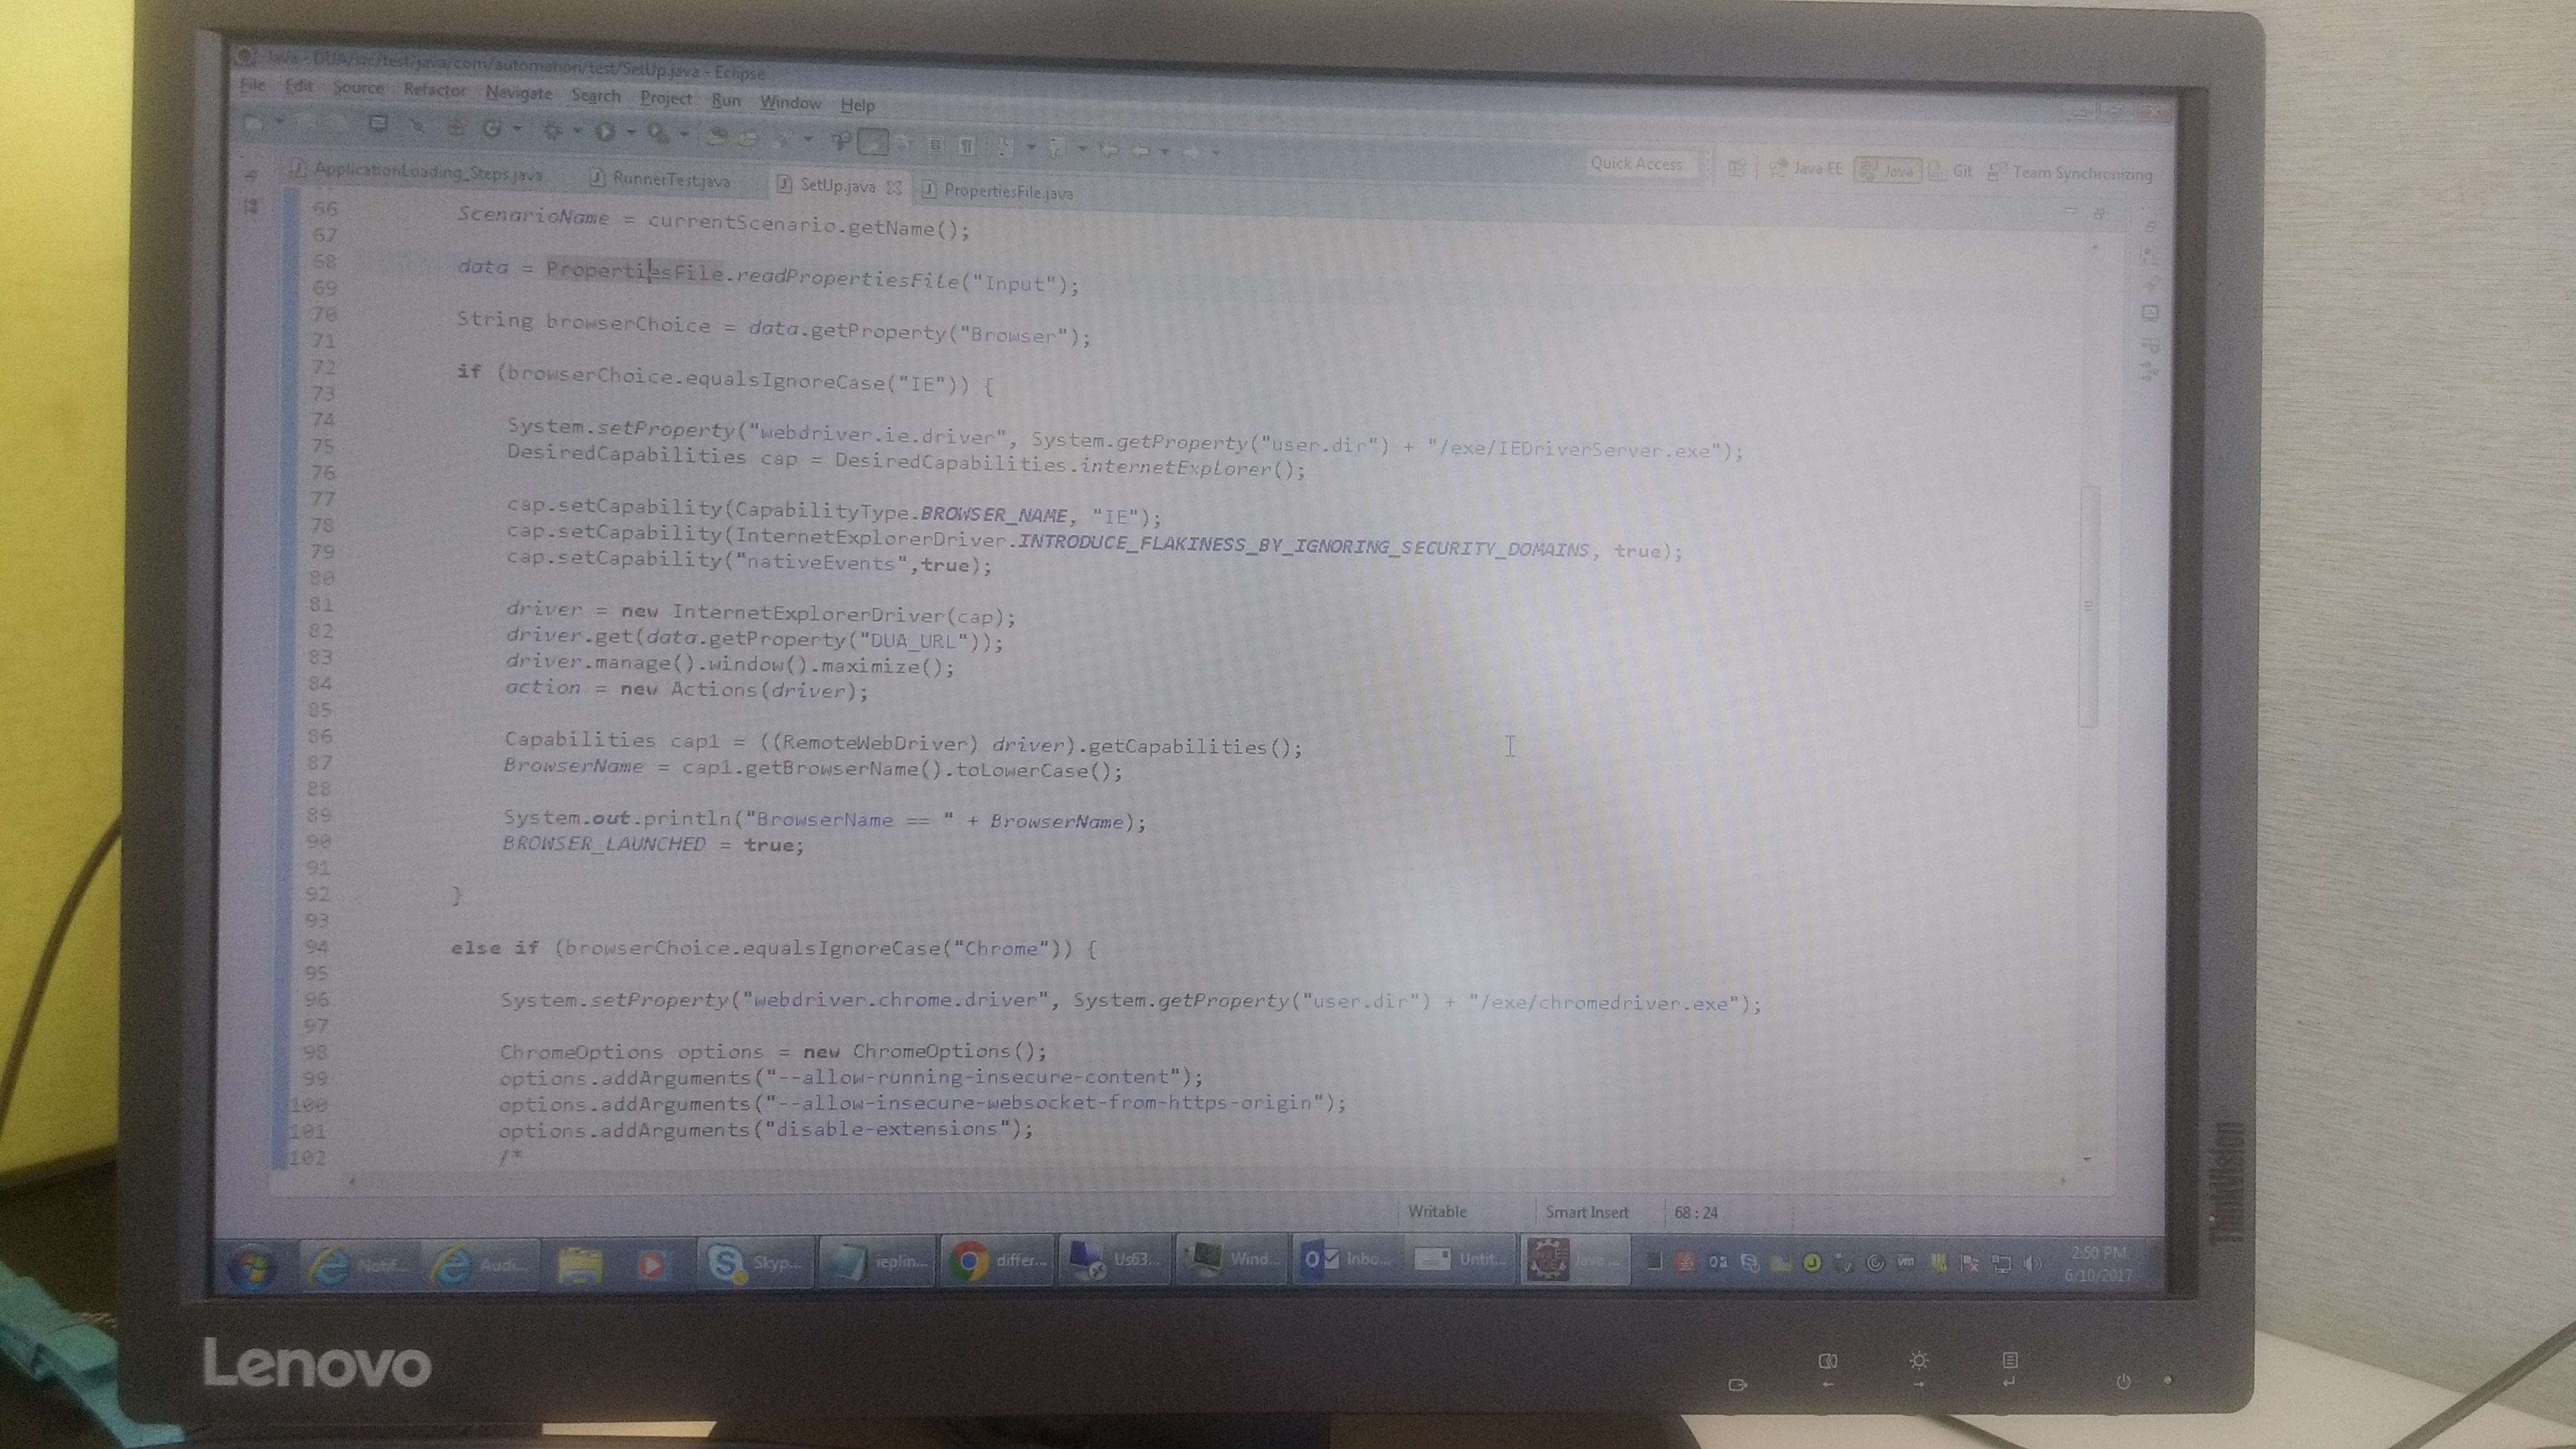 Java - DUA/src/test/java/com/automation/test/SetUp.java - Eclipse
File Edit Source Refactor Navigate Search Project Run Window Help
Quick Access Java EE Java Git Team Synchronizing
ApplicationLoading_Steps.java RunnerTest.java SetUp.java PropertiesFile.java
66 ScenarioName = currentScenario.getName();
67
68 data = PropertiesFile.readPropertiesFile("Input");
69
70 String browserChoice = data.getProperty("Browser");
71
72 if (browserChoice.equalsIgnoreCase("IE")) {
73
74 System.setProperty("webdriver.ie.driver", System.getProperty("user.dir") + "/exe/IEDriverServer.exe");
75 DesiredCapabilities cap = DesiredCapabilities.internetExplorer();
76
77 cap.setCapability(CapabilityType.BROWSER_NAME, "IE");
78 cap.setCapability(InternetExplorerDriver.INTRODUCE_FLAKINESS_BY_IGNORING_SECURITY_DOMAINS, true);
79 cap.setCapability("nativeEvents",true);
80
81 driver = new InternetExplorerDriver(cap);
82 driver.get(data.getProperty("DUA_URL"));
83 driver.manage().window().maximize();
84 action = new Actions(driver);
85
86 Capabilities cap1 = ((RemoteWebDriver) driver).getCapabilities();
87 BrowserName = cap1.getBrowserName().toLowerCase();
88
89 System.out.println("BrowserName == " + BrowserName);
90 BROWSER_LAUNCHED = true;
91
92 }
93
94 else if (browserChoice.equalsIgnoreCase("Chrome")) {
95
96 System.setProperty("webdriver.chrome.driver", System.getProperty("user.dir") + "/exe/chromedriver.exe");
97
98 ChromeOptions options = new ChromeOptions();
99 options.addArguments("--allow-running-insecure-content");
100 options.addArguments("--allow-insecure-websocket-from-https-origin");
101 options.addArguments("disable-extensions");
102 /*
Writable Smart Insert 68 : 24
Notif... Audi... Skyp... ieplin... differ... Us63... Wind... Inbo... Untit... Java ... 2:50 PM
6/10/2017
Lenovo
ThinkVision